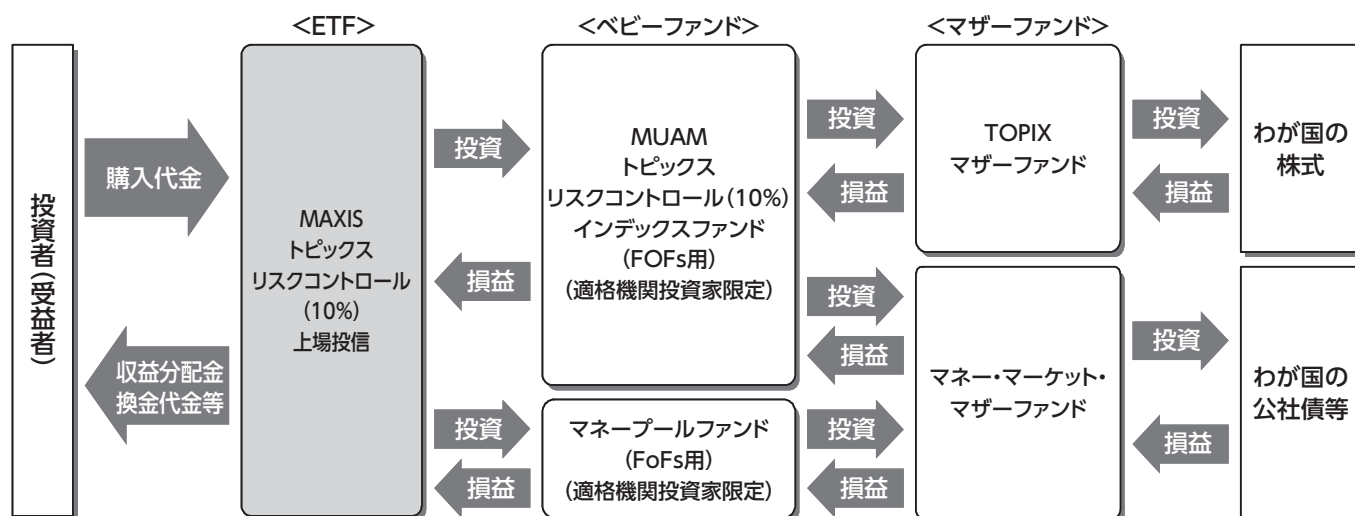 ＜ETF＞
＜ベビーファンド＞
＜マザーファンド＞
投資者(受益者)
購入代金
収益分配金
換金代金等
MAXIS
トピックス
リスクコントロール
(10%)
上場投信
投資
損益
投資
損益
MUAM
トピックス
リスクコントロール(10%)
インデックスファンド
(FOFs用)
(適格機関投資家限定)
マネープールファンド
(FoFs用)
(適格機関投資家限定)
投資
損益
投資
損益
投資
損益
TOPIX
マザーファンド
マネー・マーケット・
マザーファンド
投資
損益
投資
損益
わが国の
株式
わが国の
公社債等